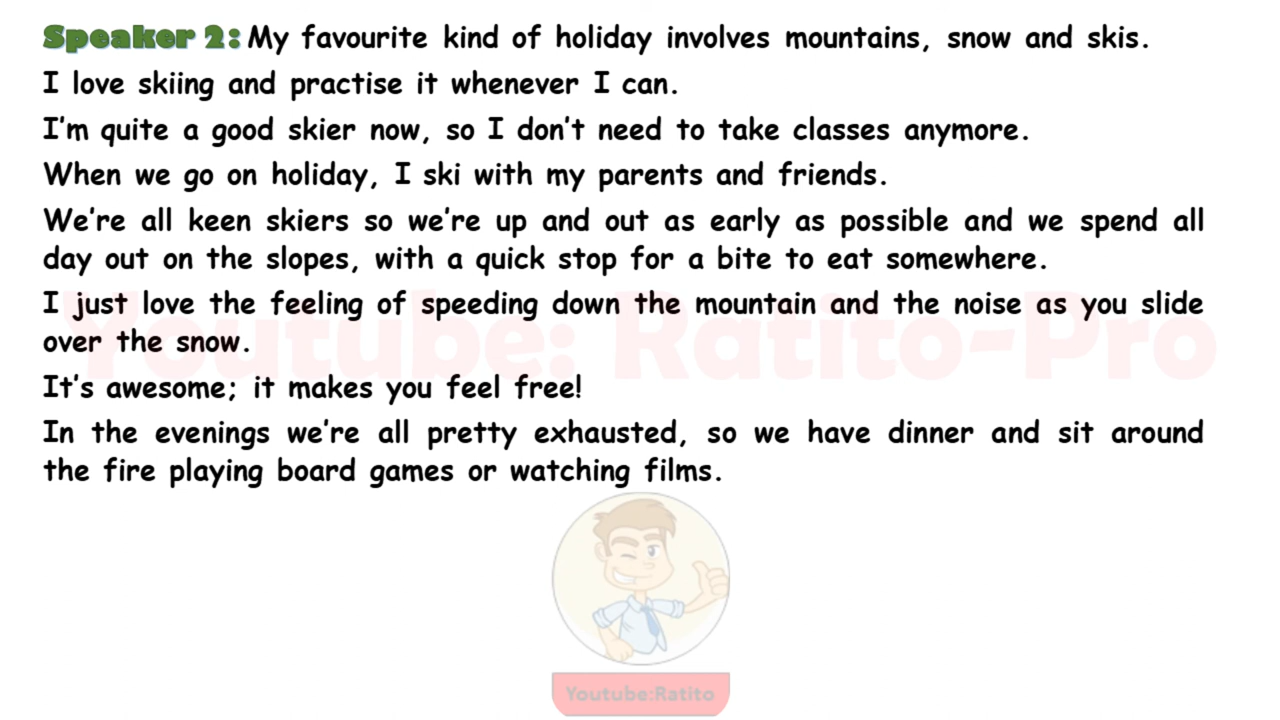 Speaker 2: My favourite kind of holiday involves mountains, snow and skis.
I love skiing and practise it whenever I can.
I'm quite a good skier now, so I don't need to take classes anymore.
When we go on holiday, I ski with my parents and friends.
We're all keen skiers so we're up and out as early as possible and we spend all
day out on the slopes, with a quick stop for a bite to eat somewhere.
I just love the feeling of speeding down the mountain and the noise as you slide
Youtube: Ratito-Pro
over the snow.
It's awesome; it makes you feel free!
In the evenings we're all pretty exhausted, so we have dinner and sit around
the fire playing board games or watching films.
Youtube:Ratito